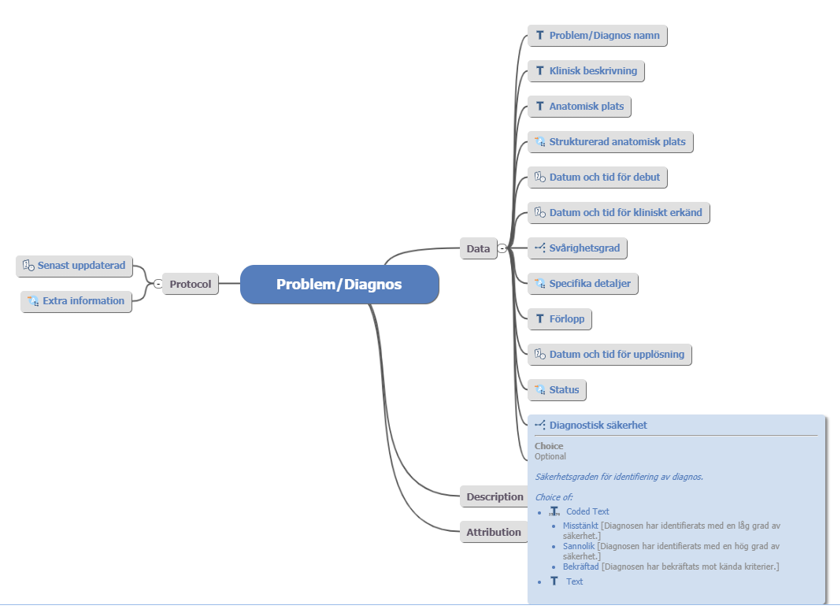 Problem/Diagnos namn
Klinisk beskrivning
Anatomisk plats
Strukturerad anatomisk plats
Datum och tid för debut
Datum och tid för kliniskt erkänd
Data
Svårighetsgrad
Senast uppdaterad
Protocol
Problem/Diagnos
Specifika detaljer
Extra information
Förlopp
Datum och tid för upplösning
Status
Diagnostisk säkerhet
Choice
Optional
Säkerhetsgraden för identifiering av diagnos.
Description
Choice of:
Coded Text
Misstänkt [Diagnosen har identifierats med en låg grad av
säkerhet.]
Attribution
Sannolik [Diagnosen har identifierats med en hög grad av
säkerhet.]
Bekräftad [Diagnosen har bekräftats mot kända kriterier.]
Text